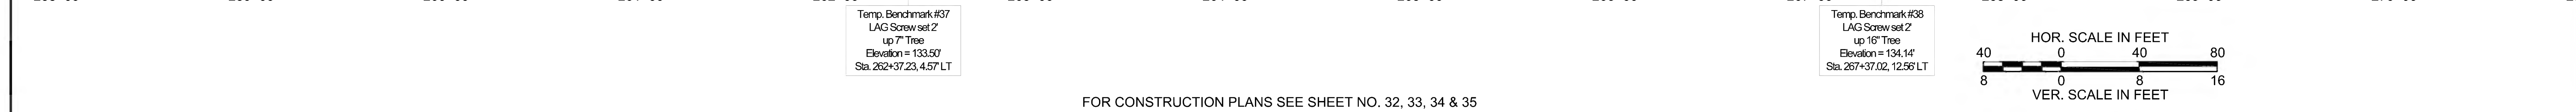 Temp. Benchmark #37
LAG Screw set 2'
up 7" Tree
Elevation = 133.50'
Sta. 262+37.23, 4.57' LT
Temp. Benchmark #38
LAG Screw set 2'
up 16" Tree
Elevation = 134.14'
Sta. 267+37.02, 12.56' LT
HOR. SCALE IN FEET
40 0 40 80
8 0 8 16
VER. SCALE IN FEET
FOR CONSTRUCTION PLANS SEE SHEET NO. 32, 33, 34 & 35